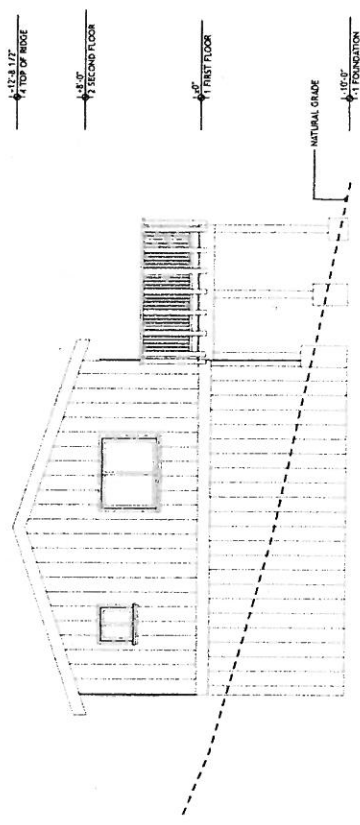 +12'-8 1/2"
4 TOP OF RIDGE
+8'-0"
2 SECOND FLOOR
±0"
1 FIRST FLOOR
NATURAL GRADE
-10'-0"
-1 FOUNDATION